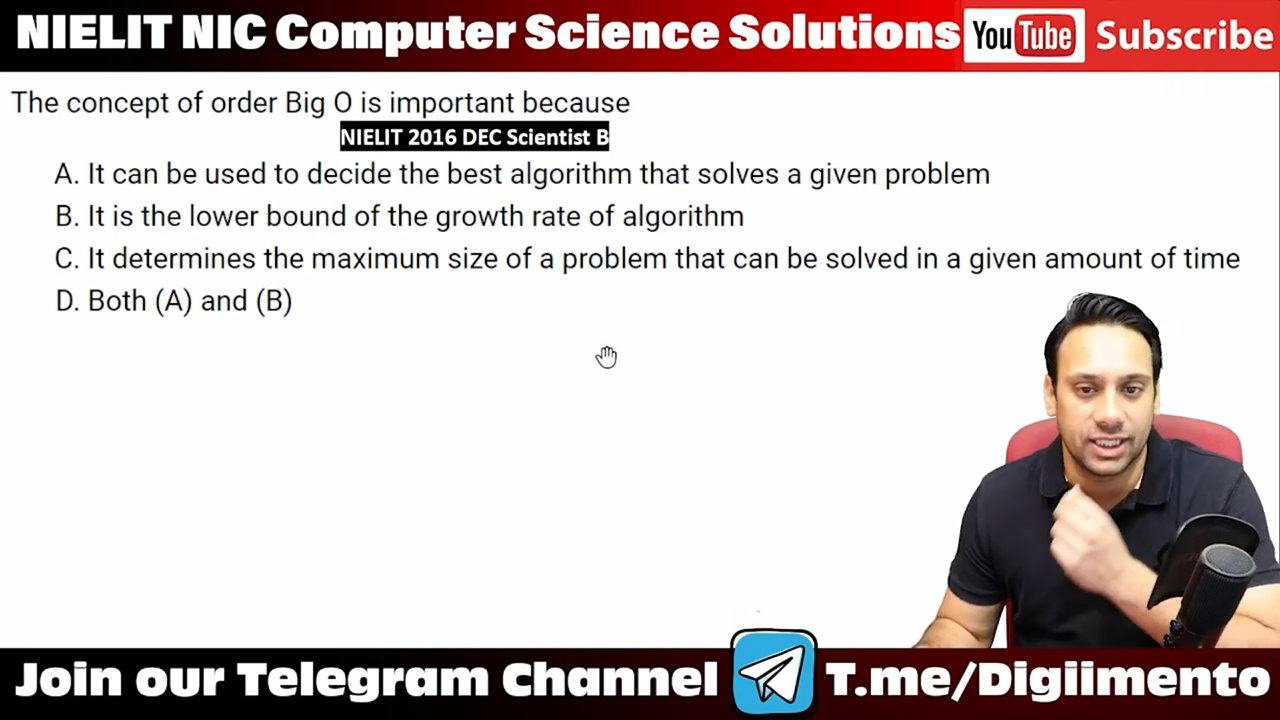 NIELIT NIC Computer Science Solutions YouTube Subscribe
The concept of order Big O is important because
NIELIT 2016 DEC Scientist B
A. It can be used to decide the best algorithm that solves a given problem
B. It is the lower bound of the growth rate of algorithm
C. It determines the maximum size of a problem that can be solved in a given amount of time
D. Both (A) and (B)
Join our Telegram Channel T.me/Digiimento